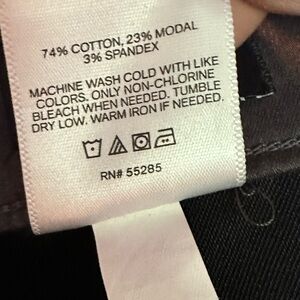 74% COTTON, 23% MODAL
3% SPANDEX
MACHINE WASH COLD WITH LIKE
COLORS. ONLY NON-CHLORINE
BLEACH WHEN NEEDED. TUMBLE
DRY LOW. WARM IRON IF NEEDED.
RN# 55285